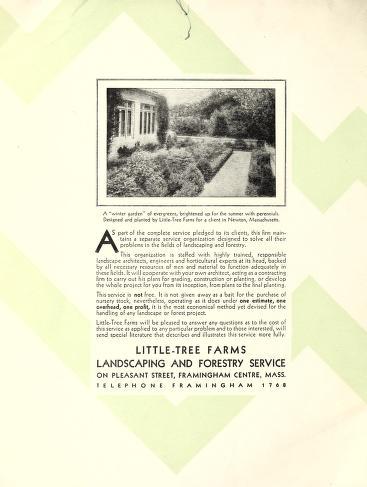 A "winter garden" of evergreens, brightened up for the summer with perennials.
Designed and planted by Little-Tree Farms for a client in Newton, Massachusetts.
AS part of the complete service pledged to its clients, this firm main-
tains a separate service organization designed to solve all their
problems in the fields of landscaping and forestry.
This organization is staffed with highly trained, responsible
landscape architects, engineers and horticultural experts at its head, backed
by all necessary resources of men and material to function adequately in
these fields. It will cooperate with your own architect, acting as a contracting
firm to carry out his plans for grading, construction or planting, or develop
the whole project for you from its inception, from plans to the final planting.
This service is not free. It is not given away as a bait for the purchase of
nursery stock, nevertheless, operating as it does under one estimate, one
overhead, one profit, it is the most economical method yet devised for the
handling of any landscape or forest project.
Little-Tree Farms will be pleased to answer any questions as to the cost of
this service as applied to any particular problem and to those interested, will
send special literature that describes and illustrates this service more fully.
LITTLE-TREE FARMS
LANDSCAPING AND FORESTRY SERVICE
ON PLEASANT STREET, FRAMINGHAM CENTRE, MASS.
TELEPHONE FRAMINGHAM 1768